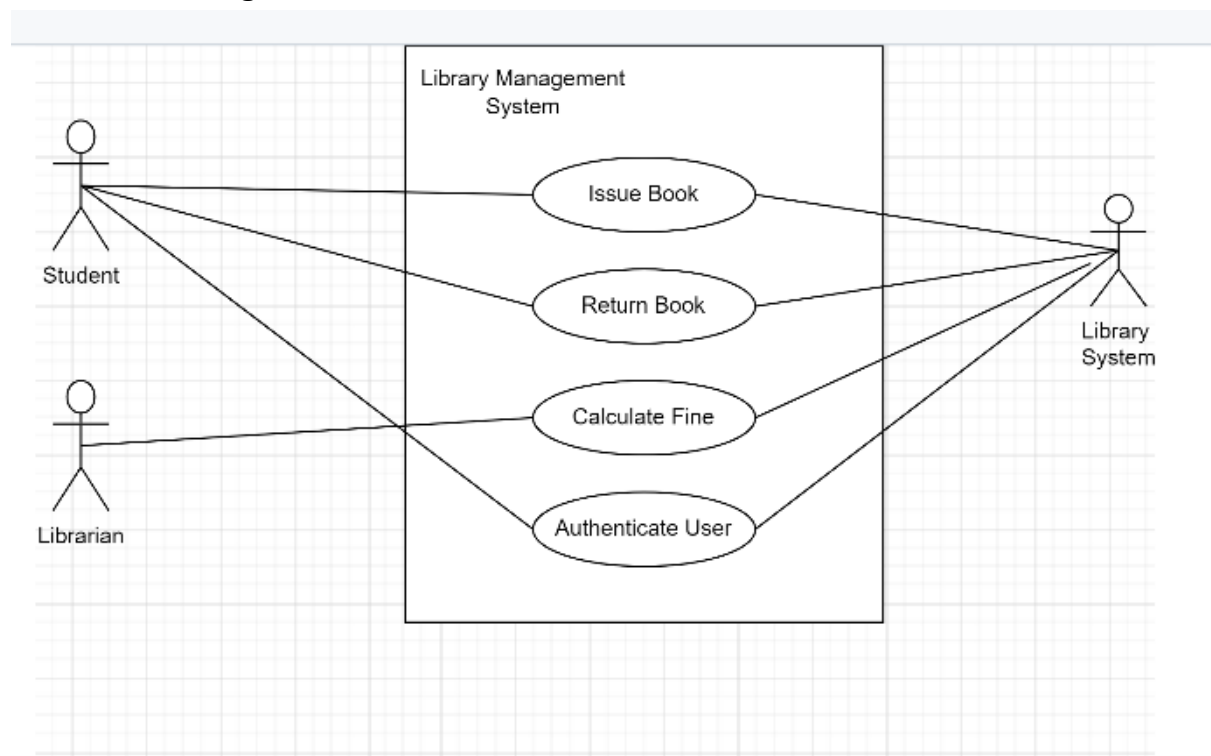 Library Management
System
Issue Book
Student
Return Book
Library
System
Calculate Fine
Librarian
Authenticate User